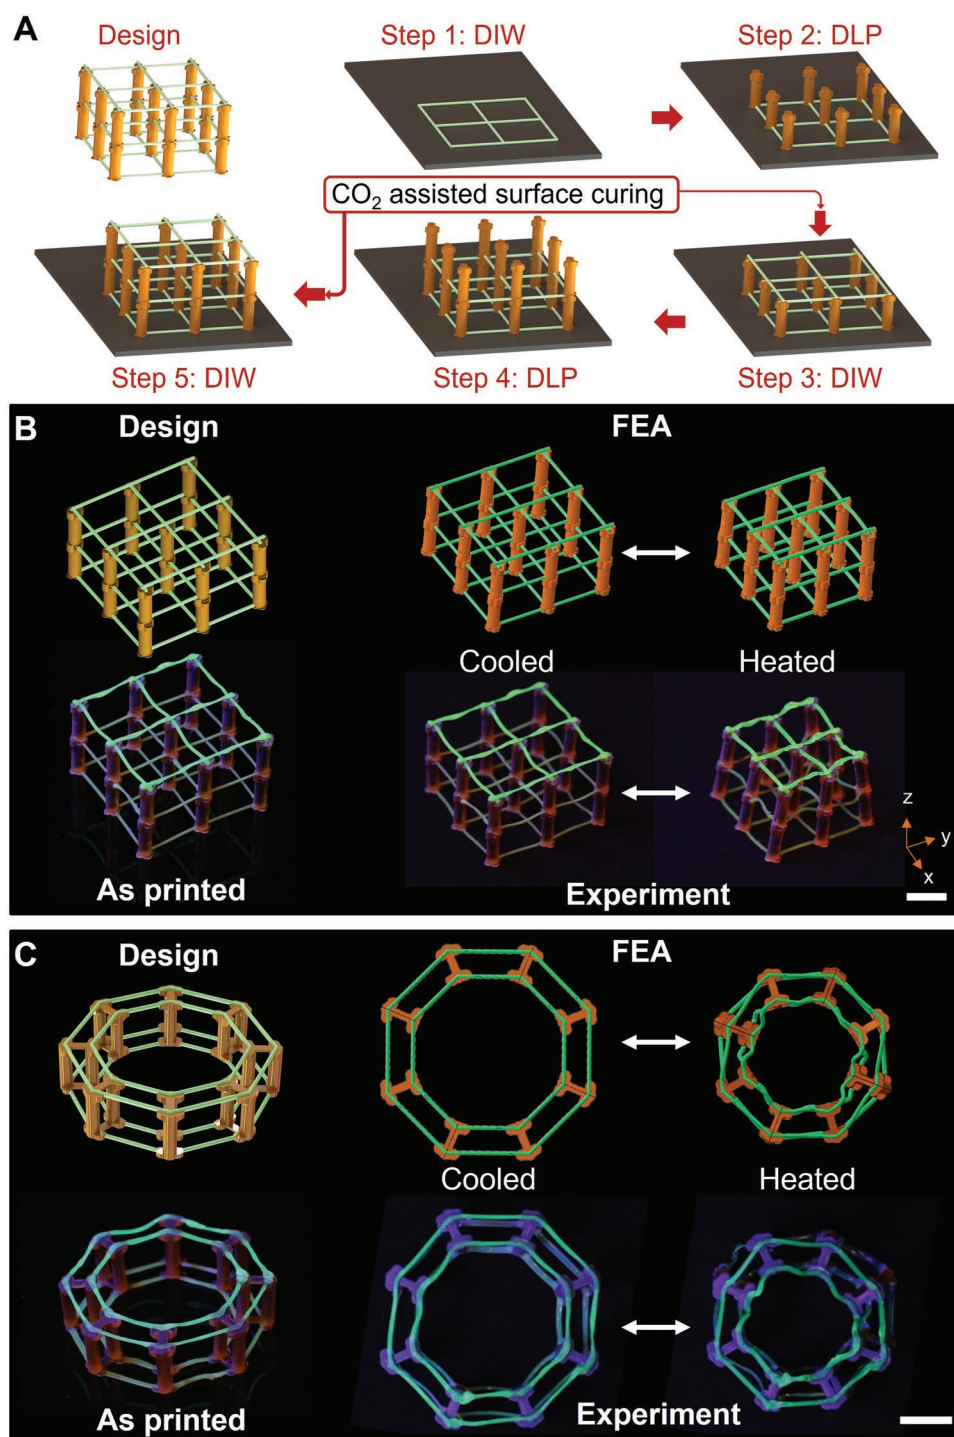 A
Design
Step 1: DIW
Step 2: DLP
CO₂ assisted surface curing
Step 5: DIW
Step 4: DLP
Step 3: DIW
B
Design
FEA
Cooled
Heated
z
y
x
As printed
Experiment
C
Design
FEA
Cooled
Heated
As printed
Experiment